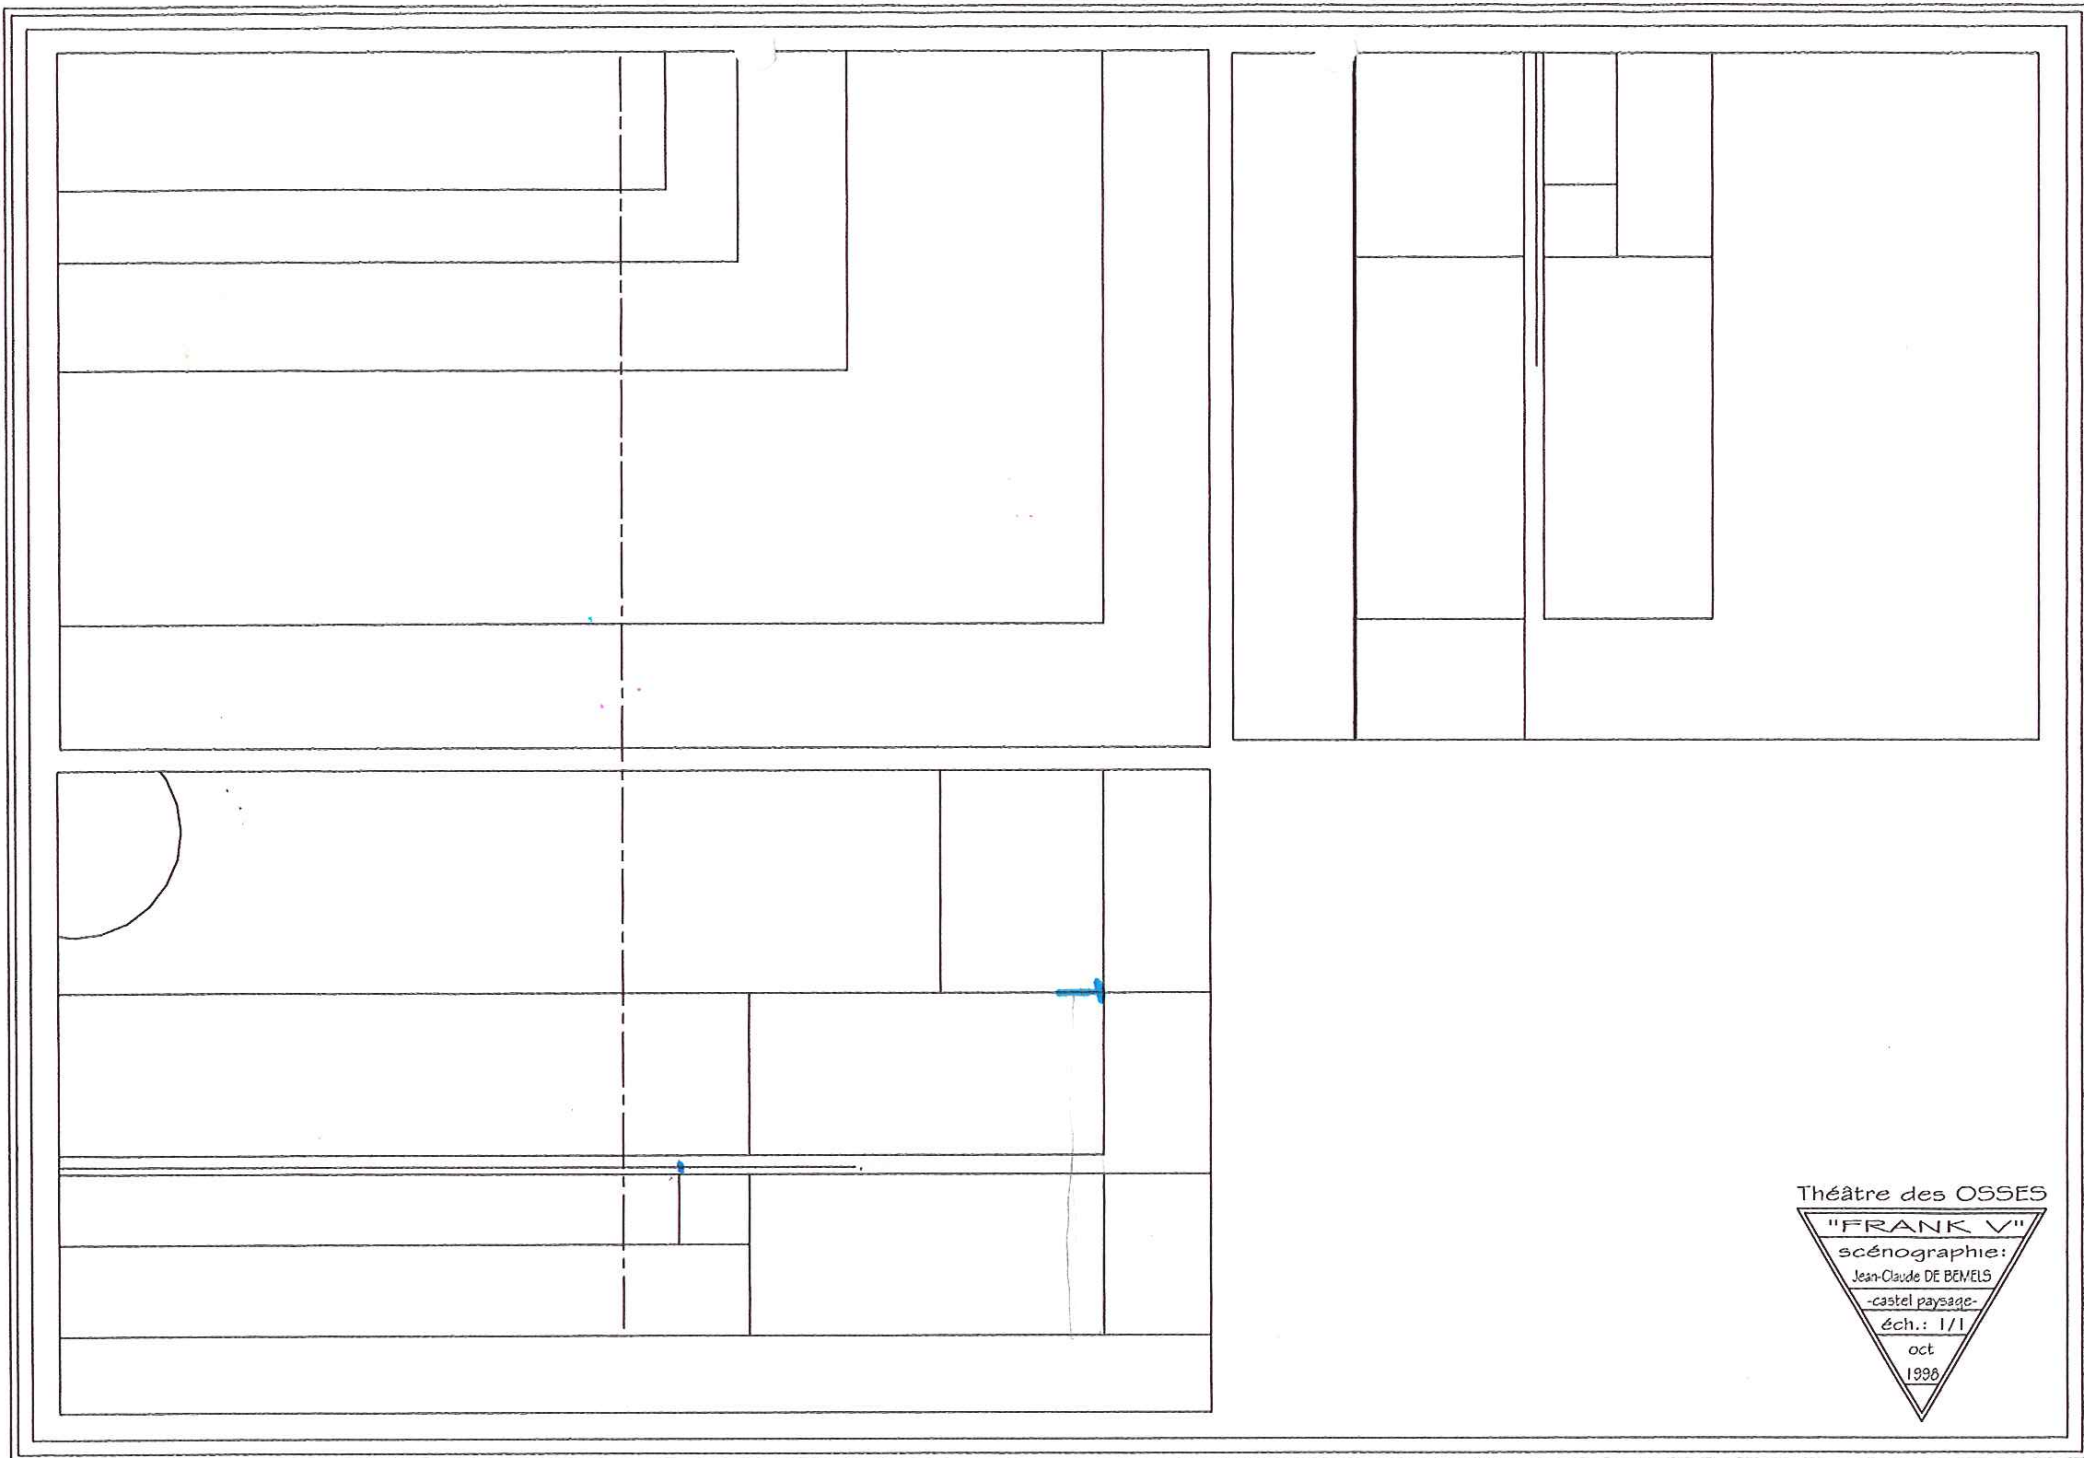 Théâtre des OSSES
"FRANK V"
scénographie:
Jean-Claude DE BEMELS
-castel paysage-
éch.: 1/1
oct
1998